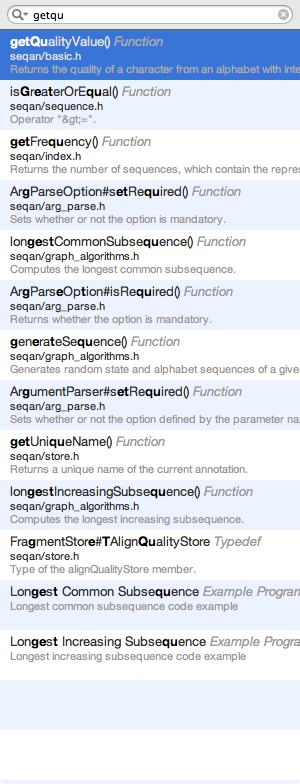 getqu
getQualityValue() Function
seqan/basic.h
Returns the quality of a character from an alphabet with inte
isGreaterOrEqual() Function
seqan/sequence.h
Operator "&gt;=".
getFrequency() Function
seqan/index.h
Returns the number of sequences, which contain the repres
ArgParseOption#setRequired() Function
seqan/arg_parse.h
Sets whether or not the option is mandatory.
longestCommonSubsequence() Function
seqan/graph_algorithms.h
Computes the longest common subsequence.
ArgParseOption#isRequired() Function
seqan/arg_parse.h
Returns whether the option is mandatory.
generateSequence() Function
seqan/graph_algorithms.h
Generates random state and alphabet sequences of a give
ArgumentParser#setRequired() Function
seqan/arg_parse.h
Sets whether or not the option defined by the parameter na
getUniqueName() Function
seqan/store.h
Returns a unique name of the current annotation.
longestIncreasingSubsequence() Function
seqan/graph_algorithms.h
Computes the longest increasing subsequence.
FragmentStore#TAlignQualityStore Typedef
seqan/store.h
Type of the alignQualityStore member.
Longest Common Subsequence Example Program
Longest common subsequence code example
Longest Increasing Subsequence Example Progra
Longest increasing subsequence code example